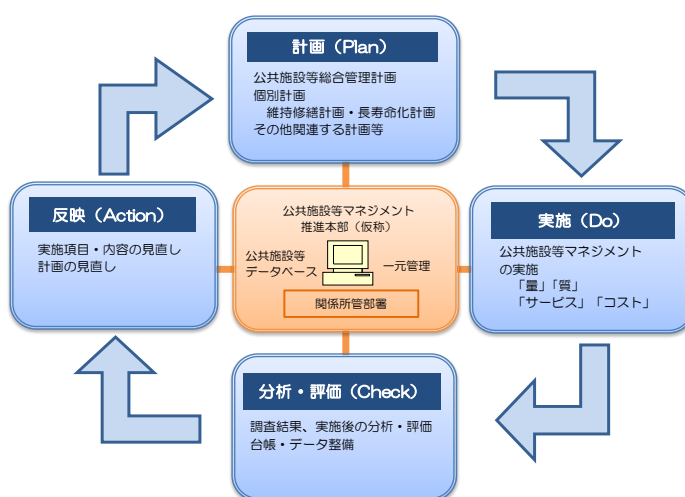 計画（Plan）
公共施設等総合管理計画
個別計画
維持修繕計画・長寿命化計画
その他関連する計画等
反映（Action）
実施項目・内容の見直し
計画の見直し
公共施設等マネジメント
推進本部（仮称）
公共施設等
データベース
一元管理
関係所管部署
実施（Do）
公共施設等マネジメント
の実施
「量」「質」
「サービス」「コスト」
分析・評価（Check）
調査結果、実施後の分析・評価
台帳・データ整備